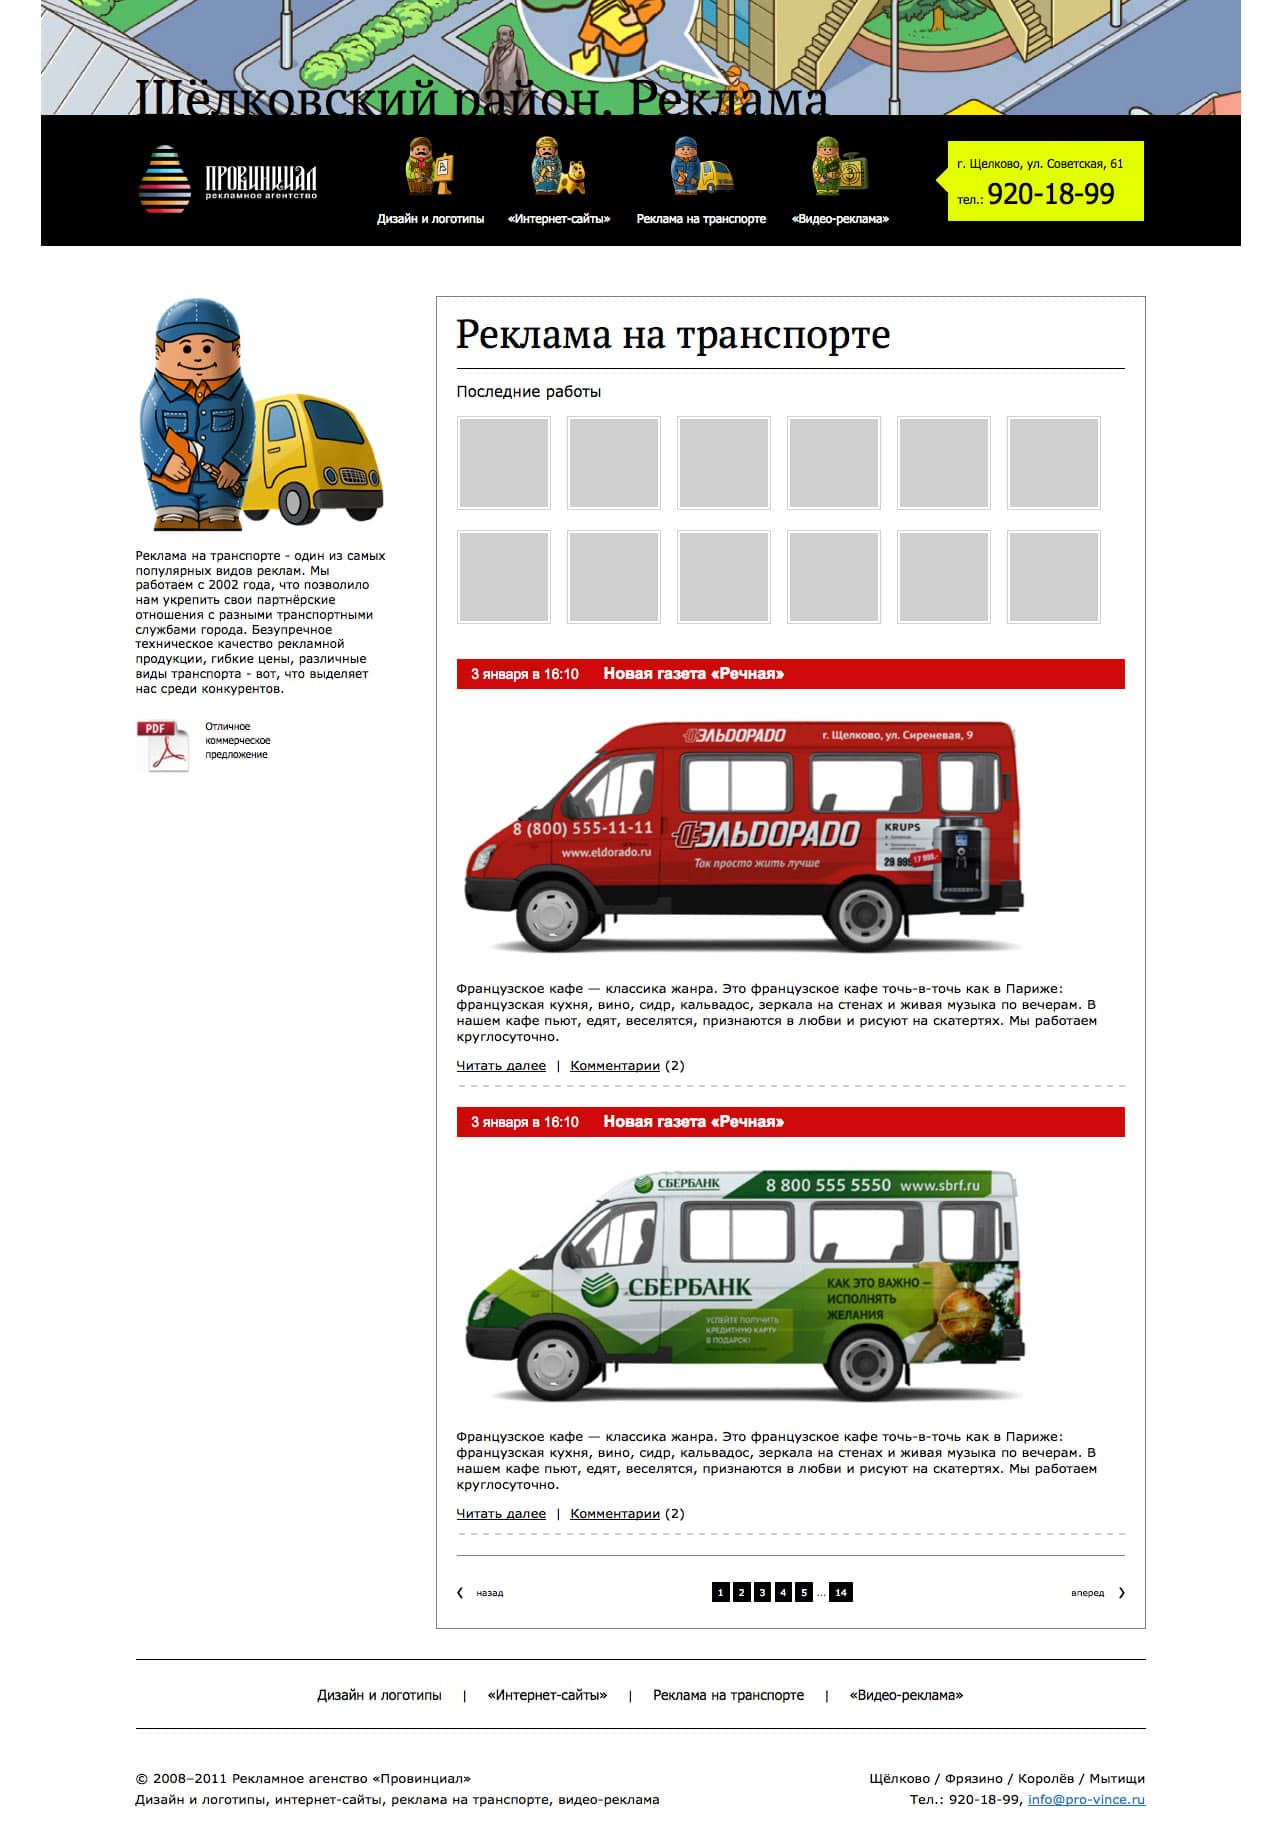 Щёлковский район. Реклама
ПРОВИНЦИАЛ
рекламное агентство
Дизайн и логотипы
«Интернет-сайты»
Реклама на транспорте
«Видео-реклама»
г. Щелково, ул. Советская, 61
тел.: 920-18-99
Реклама на транспорте - один из самых
популярных видов реклам. Мы
работаем с 2002 года, что позволило
нам укрепить свои партнёрские
отношения с разными транспортными
службами города. Безупречное
техническое качество рекламной
продукции, гибкие цены, различные
виды транспорта - вот, что выделяет
нас среди конкурентов.
PDF
Отличное
коммерческое
предложение
Реклама на транспорте
Последние работы
3 января в 16:10 Новая газета «Речная»
ЭЛЬDОРАDО г. Щелково, ул. Сиреневая, 9
8 (800) 555-11-11
www.eldorado.ru
ЭЛЬDОРАDО
Так просто жить лучше
KRUPS
29 999
17 999.-
Французское кафе — классика жанра. Это французское кафе точь-в-точь как в Париже:
французская кухня, вино, сидр, кальвадос, зеркала на стенах и живая музыка по вечерам. В
нашем кафе пьют, едят, веселятся, признаются в любви и рисуют на скатертях. Мы работаем
круглосуточно.
Читать далее | Комментарии (2)
3 января в 16:10 Новая газета «Речная»
СБЕРБАНК 8 800 555 5550 www.sbrf.ru
СБЕРБАНК
КАК ЭТО ВАЖНО —
ИСПОЛНЯТЬ
ЖЕЛАНИЯ
УСПЕЙТЕ ПОЛУЧИТЬ
КРЕДИТНУЮ КАРТУ
В ПОДАРОК!
Французское кафе — классика жанра. Это французское кафе точь-в-точь как в Париже:
французская кухня, вино, сидр, кальвадос, зеркала на стенах и живая музыка по вечерам. В
нашем кафе пьют, едят, веселятся, признаются в любви и рисуют на скатертях. Мы работаем
круглосуточно.
Читать далее | Комментарии (2)
‹ назад 1 2 3 4 5 ... 14 вперед ›
Дизайн и логотипы | «Интернет-сайты» | Реклама на транспорте | «Видео-реклама»
© 2008–2011 Рекламное агенство «Провинциал»
Дизайн и логотипы, интернет-сайты, реклама на транспорте, видео-реклама
Щёлково / Фрязино / Королёв / Мытищи
Тел.: 920-18-99, info@pro-vince.ru